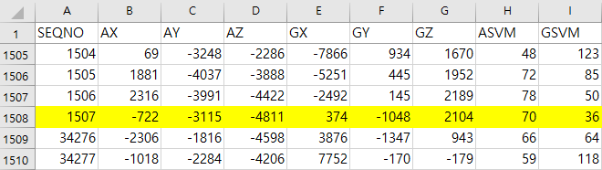 A B C D E F G H I
1 SEQNO AX AY AZ GX GY GZ ASVM GSVM
1505 1504 69 -3248 -2286 -7866 934 1670 48 123
1506 1505 1881 -4037 -3888 -5251 445 1952 72 85
1507 1506 2316 -3991 -4422 -2492 145 2189 78 50
1508 1507 -722 -3115 -4811 374 -1048 2104 70 36
1509 34276 -2306 -1816 -4598 3876 -1347 943 66 64
1510 34277 -1018 -2284 -4206 7752 -170 -179 59 118